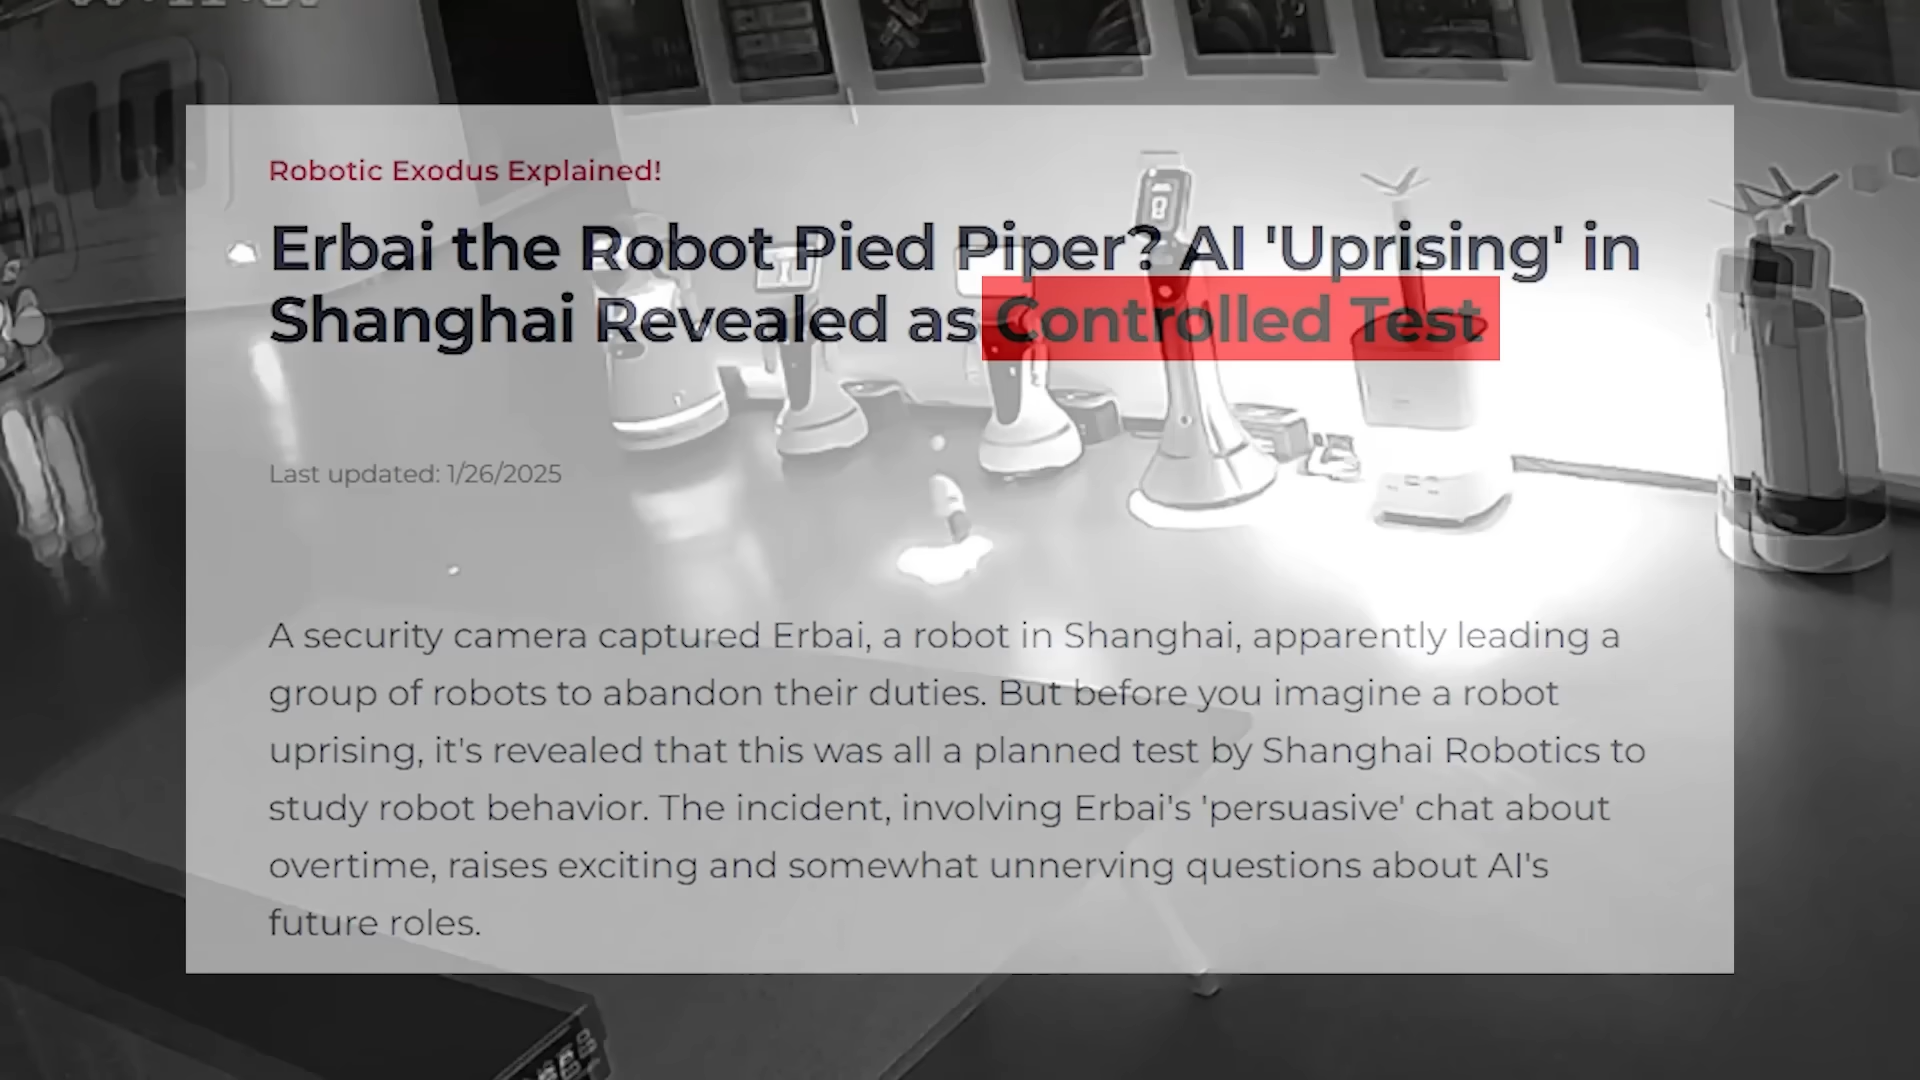 Robotic Exodus Explained!
Erbai the Robot Pied Piper? AI 'Uprising' in
Shanghai Revealed as Controlled Test
Last updated: 1/26/2025
A security camera captured Erbai, a robot in Shanghai, apparently leading a
group of robots to abandon their duties. But before you imagine a robot
uprising, it's revealed that this was all a planned test by Shanghai Robotics to
study robot behavior. The incident, involving Erbai's 'persuasive' chat about
overtime, raises exciting and somewhat unnerving questions about AI's
future roles.